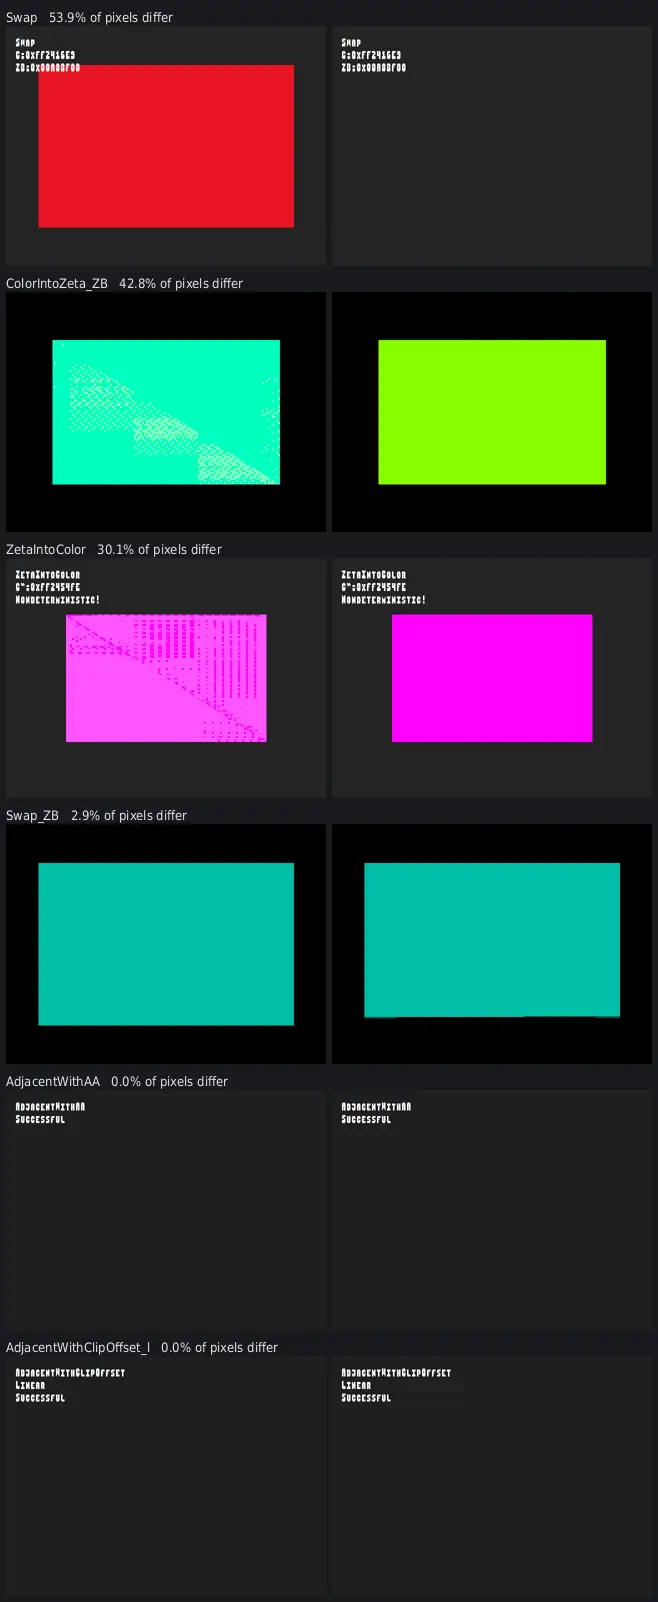 Swap 53.9% of pixels differ
Swap
C:0xFF2416E9
ZB:0x00A8BF00
Swap
C:0xFF2416E9
ZB:0x00A8BF00
ColorIntoZeta_ZB 42.8% of pixels differ
ZetaIntoColor 30.1% of pixels differ
ZetaIntoColor
C~:0xFF2454FE
Nondeterministic!
ZetaIntoColor
C~:0xFF2454FE
Nondeterministic!
Swap_ZB 2.9% of pixels differ
AdjacentWithAA 0.0% of pixels differ
AdjacentWithAA
Successful
AdjacentWithAA
Successful
AdjacentWithClipOffset_l 0.0% of pixels differ
AdjacentWithClipOffset
Linear
Successful
AdjacentWithClipOffset
Linear
Successful